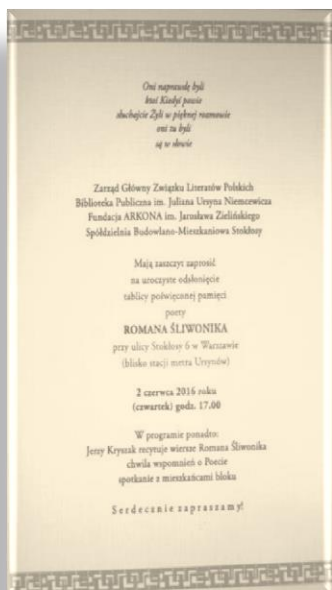 Oni naprawdę byli
ktoś Kiedyś powie
słuchajcie Żyli w pięknej rozmowie
oni tu byli
są w słowie
Zarząd Główny Związku Literatów Polskich
Biblioteka Publiczna im. Juliana Ursyna Niemcewicza
Fundacja ARKONA im. Jarosława Zielińskiego
Spółdzielnia Budowlano-Mieszkaniowa Stokłosy
Mają zaszczyt zaprosić
na uroczyste odsłonięcie
tablicy poświęconej pamięci
poety
ROMANA ŚLIWONIKA
przy ulicy Stokłosy 6 w Warszawie
(blisko stacji metra Ursynów)
2 czerwca 2016 roku
(czwartek) godz. 17.00
W programie ponadto:
Jerzy Kryszak recytuje wiersze Romana Śliwonika
chwila wspomnień o Poecie
spotkanie z mieszkańcami bloku
Serdecznie zapraszamy!